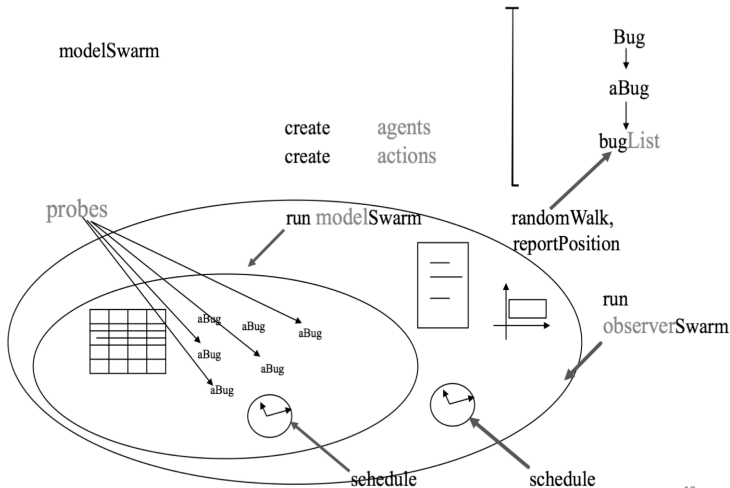 modelSwarm
Bug
aBug
bugList
create agents
create actions
probes
run modelSwarm
randomWalk,
reportPosition
run
observerSwarm
aBug
aBug
aBug
aBug
aBug
aBug
schedule
schedule